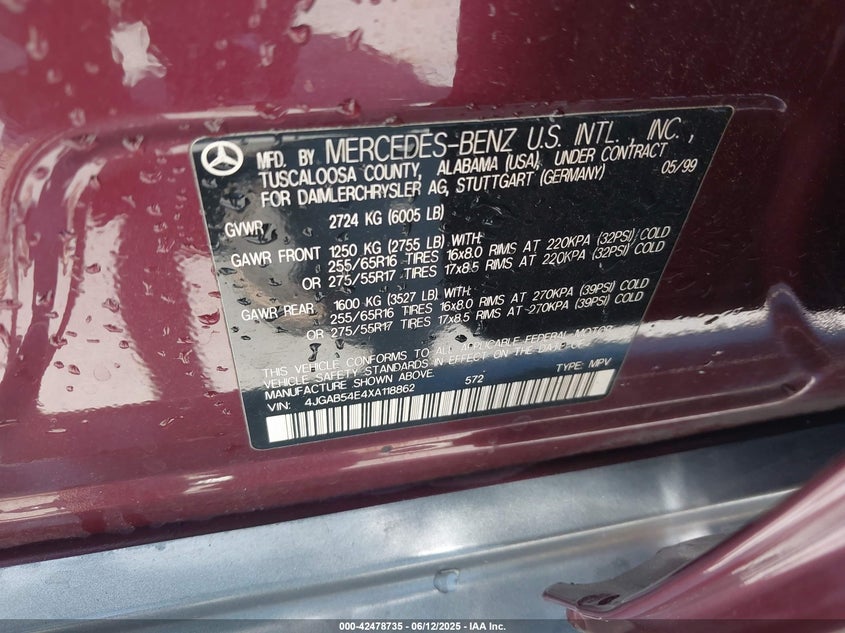 MFD. BY MERCEDES-BENZ U.S. INTL., INC.,
TUSCALOOSA COUNTY, ALABAMA (USA), UNDER CONTRACT
FOR DAIMLERCHRYSLER AG, STUTTGART (GERMANY) 05/99
GVWR 2724 KG (6005 LB)
GAWR FRONT 1250 KG (2755 LB) WITH:
255/65R16 TIRES 16x8.0 RIMS AT 220KPA (32PSI) COLD
OR 275/55R17 TIRES 17x8.5 RIMS AT 220KPA (32PSI) COLD
GAWR REAR 1600 KG (3527 LB) WITH:
255/65R16 TIRES 16x8.0 RIMS AT 270KPA (39PSI) COLD
OR 275/55R17 TIRES 17x8.5 RIMS AT 270KPA (39PSI) COLD
THIS VEHICLE CONFORMS TO ALL APPLICABLE FEDERAL MOTOR
VEHICLE SAFETY STANDARDS IN EFFECT ON THE DATE OF
MANUFACTURE SHOWN ABOVE. 572 TYPE: MPV
VIN: 4JGAB54E4XA118862
000-42478735 - 06/12/2025 - IAA Inc.